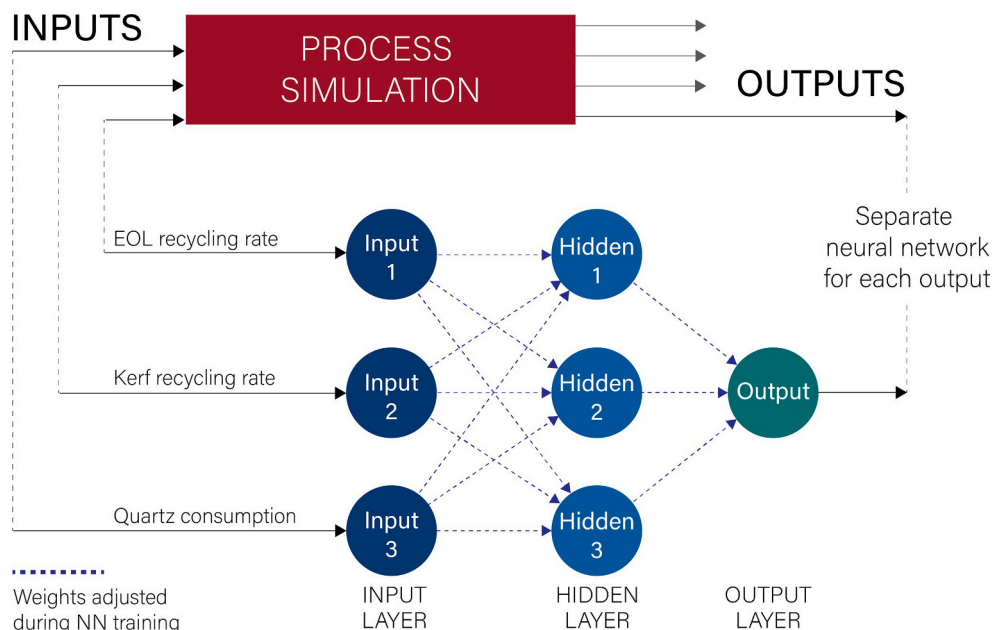 INPUTS
PROCESS
SIMULATION
OUTPUTS
EOL recycling rate
Input
1
Hidden
1
Separate
neural network
for each output
Kerf recycling rate
Input
2
Hidden
2
Output
Quartz consumption
Input
3
Hidden
3
Weights adjusted
during NN training
INPUT
LAYER
HIDDEN
LAYER
OUTPUT
LAYER